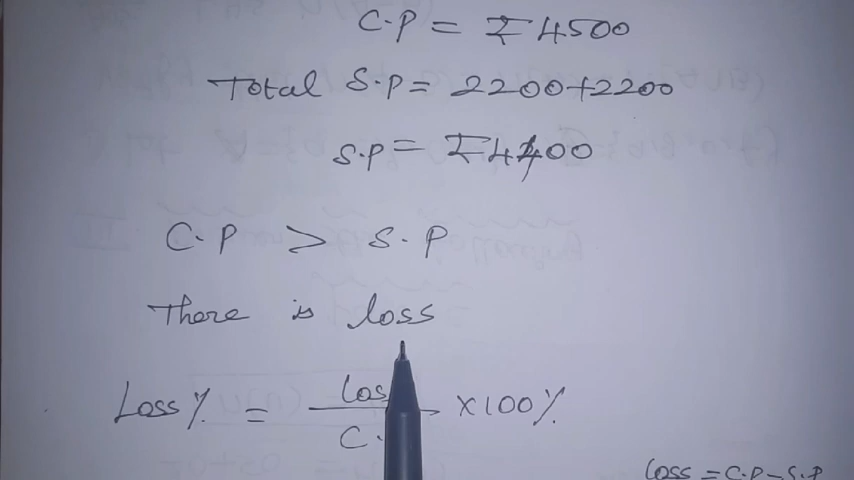 C.P = ₹4500
Total S.P = 2200+2200
S.P = ₹4400
C.P > S.P
There is loss
Loss% = los C. ×100%
loss = C.P-S.P